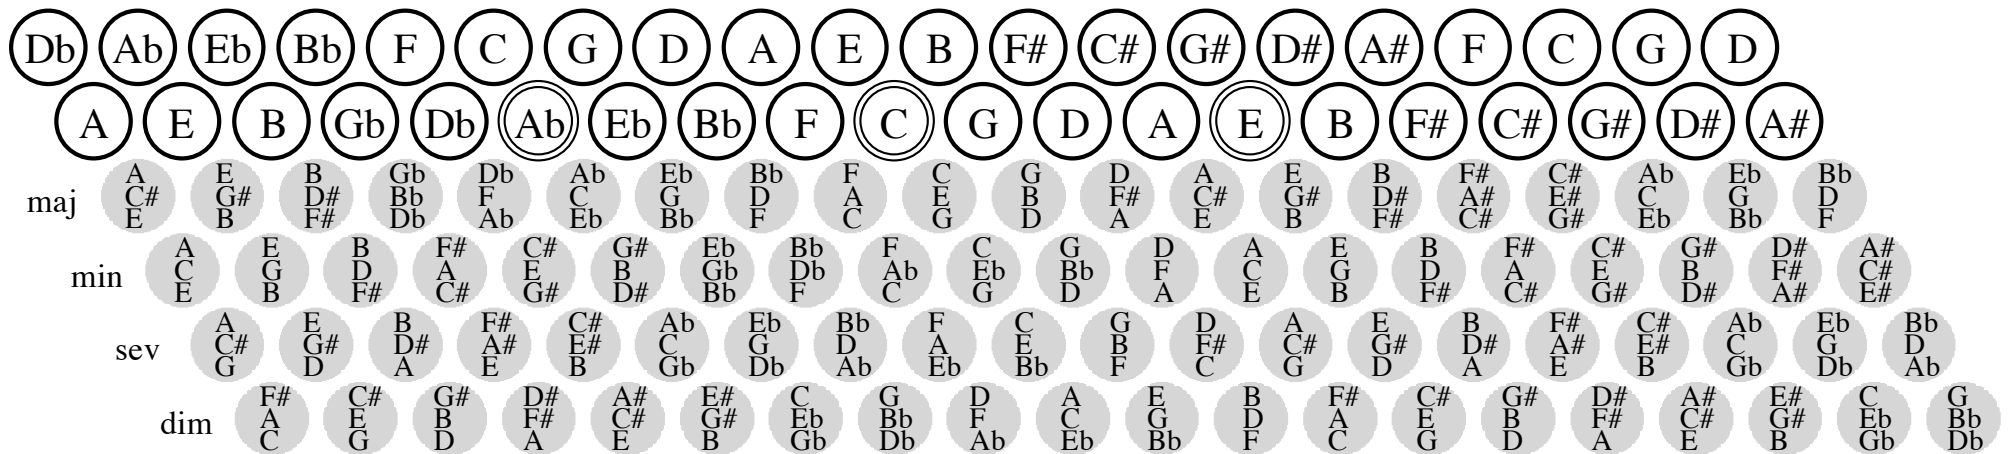 Db Ab Eb Bb F C G D A E B F# C# G# D# A# F C G D
A E B Gb Db Ab Eb Bb F C G D A E B F# C# G# D# A#
A E B Gb Db Ab Eb Bb F C G D A E B F# C# Ab Eb Bb
maj C# G# D# Bb F C G D A E B F# C# G# D# A# E# C G D
E B F# Db Ab Eb Bb F C G D A E B F# C# G# Eb Bb F
A E B F# C# G# Eb Bb F C G D A E B F# C# G# D# A#
min C G D A E B Gb Db Ab Eb Bb F C G D A E B F# C#
E B F# C# G# D# Bb F C G D A E B F# C# G# D# A# E#
A E B F# C# Ab Eb Bb F C G D A E B F# C# Ab Eb Bb
sev C# G# D# A# E# C G D A E B F# C# G# D# A# E# C G D
G D A E B Gb Db Ab Eb Bb F C G D A E B Gb Db Ab
F# C# G# D# A# E# C G D A E B F# C# G# D# A# E# C G
dim A E B F# C# G# Eb Bb F C G D A E B F# C# G# Eb Bb
C G D A E B Gb Db Ab Eb Bb F C G D A E B Gb Db